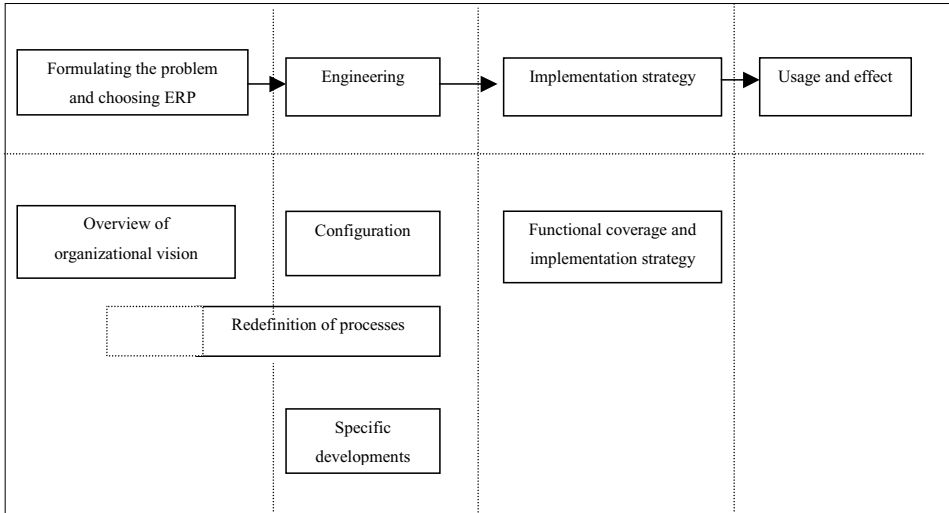 Formulating the problem
and choosing ERP
Engineering
Implementation strategy
Usage and effect
Overview of
organizational vision
Configuration
Functional coverage and
implementation strategy
Redefinition of processes
Specific
developments